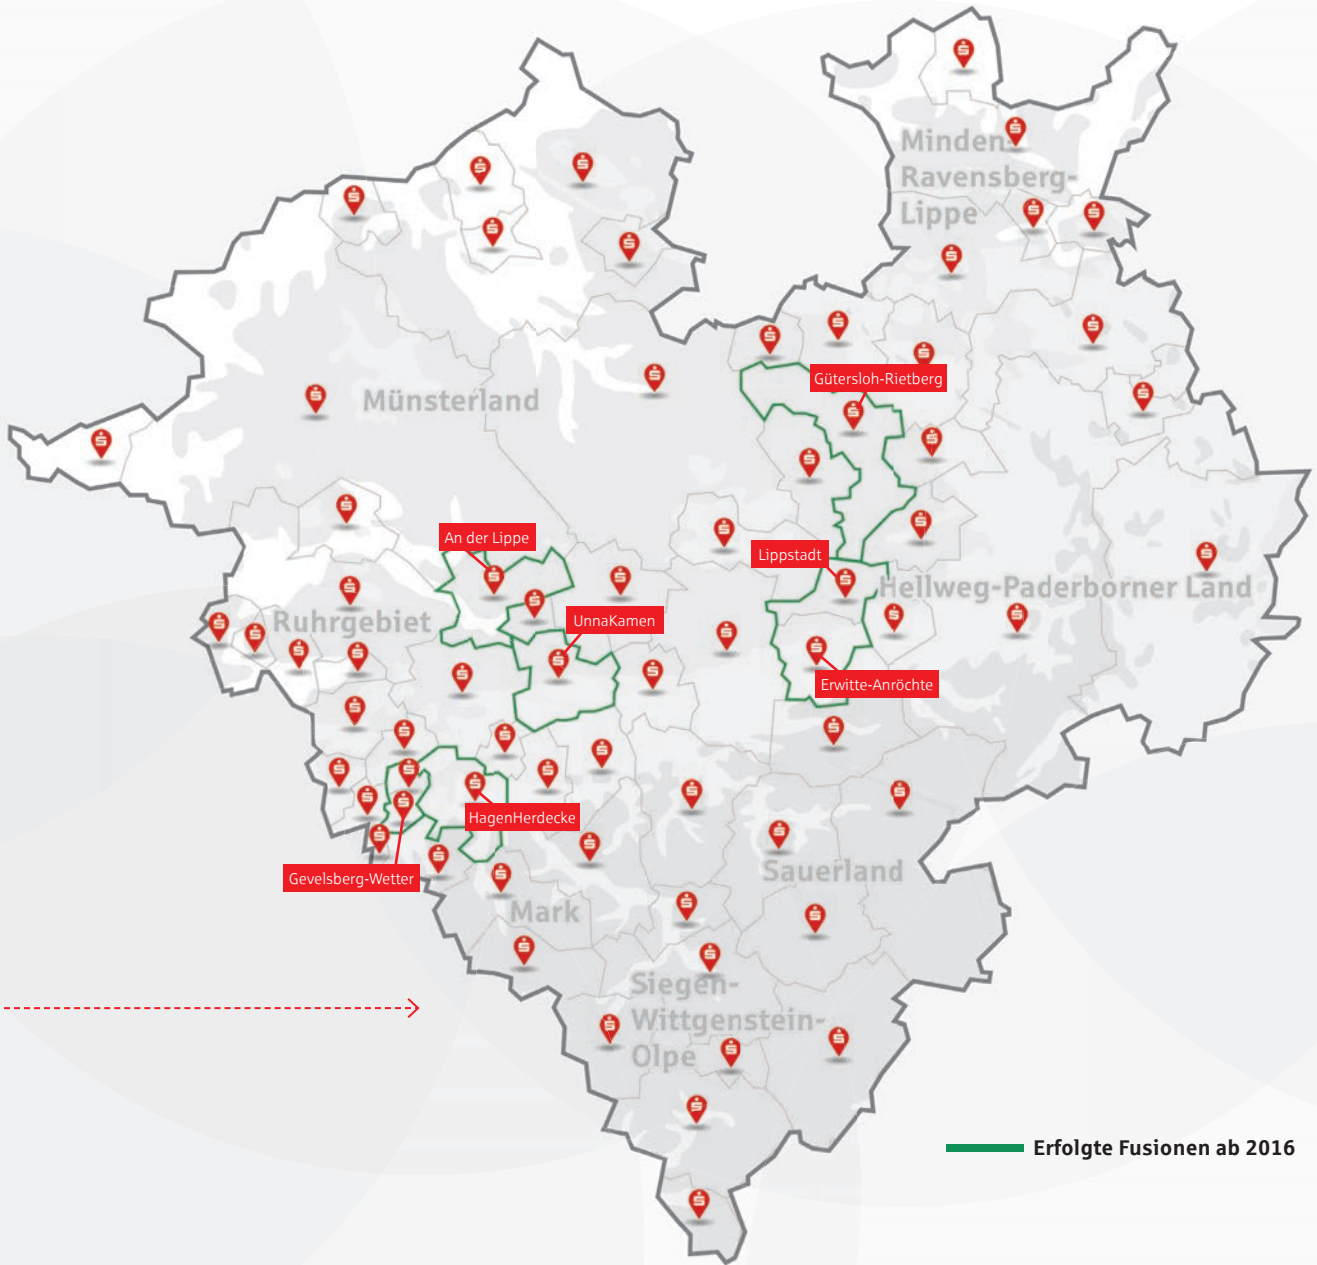 Minden-
Ravensberg-
Lippe
Münsterland
Gütersloh-Rietberg
An der Lippe
Lippstadt
Hellweg-Paderborner Land
Ruhrgebiet
UnnaKamen
Erwitte-Anröchte
HagenHerdecke
Gevelsberg-Wetter
Sauerland
Mark
Siegen-
Wittgenstein-
Olpe
Erfolgte Fusionen ab 2016